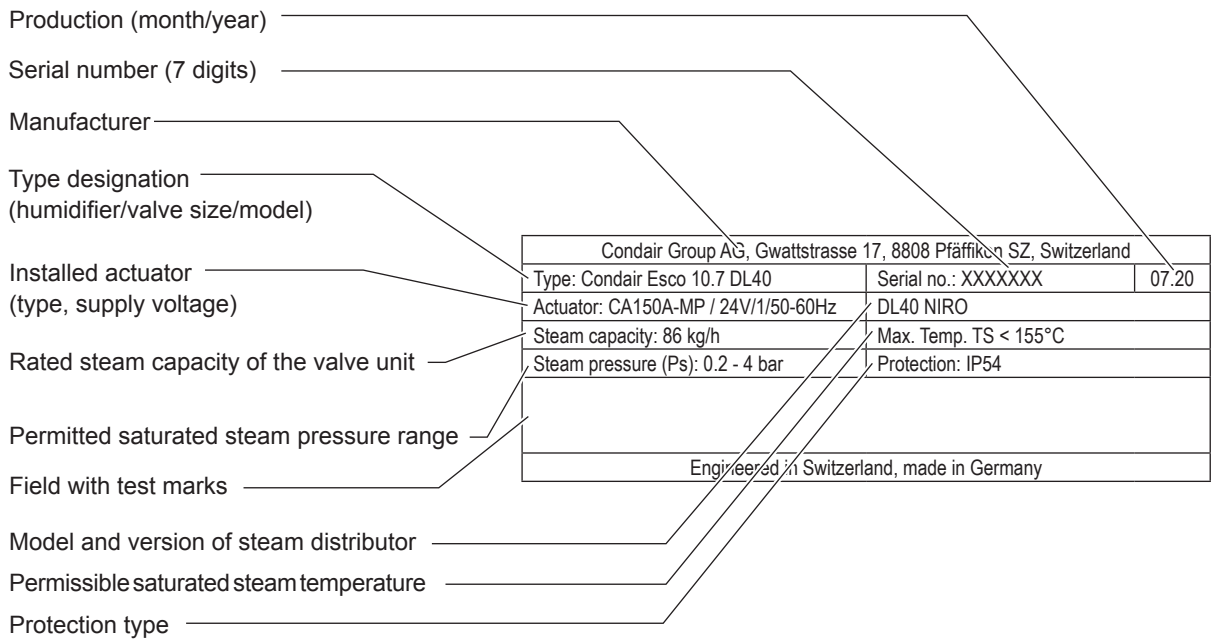 Production (month/year)
Serial number (7 digits)
Manufacturer
Type designation
(humidifier/valve size/model)
Installed actuator
(type, supply voltage)
Rated steam capacity of the valve unit
Permitted saturated steam pressure range
Field with test marks
Model and version of steam distributor
Permissible saturated steam temperature
Protection type
Condair Group AG, Gwattstrasse 17, 8808 Pfäffikon SZ, Switzerland
Type: Condair Esco 10.7 DL40 Serial no.: XXXXXXX 07.20
Actuator: CA150A-MP / 24V/1/50-60Hz DL40 NIRO
Steam capacity: 86 kg/h Max. Temp. TS < 155°C
Steam pressure (Ps): 0.2 - 4 bar Protection: IP54
Engineered in Switzerland, made in Germany